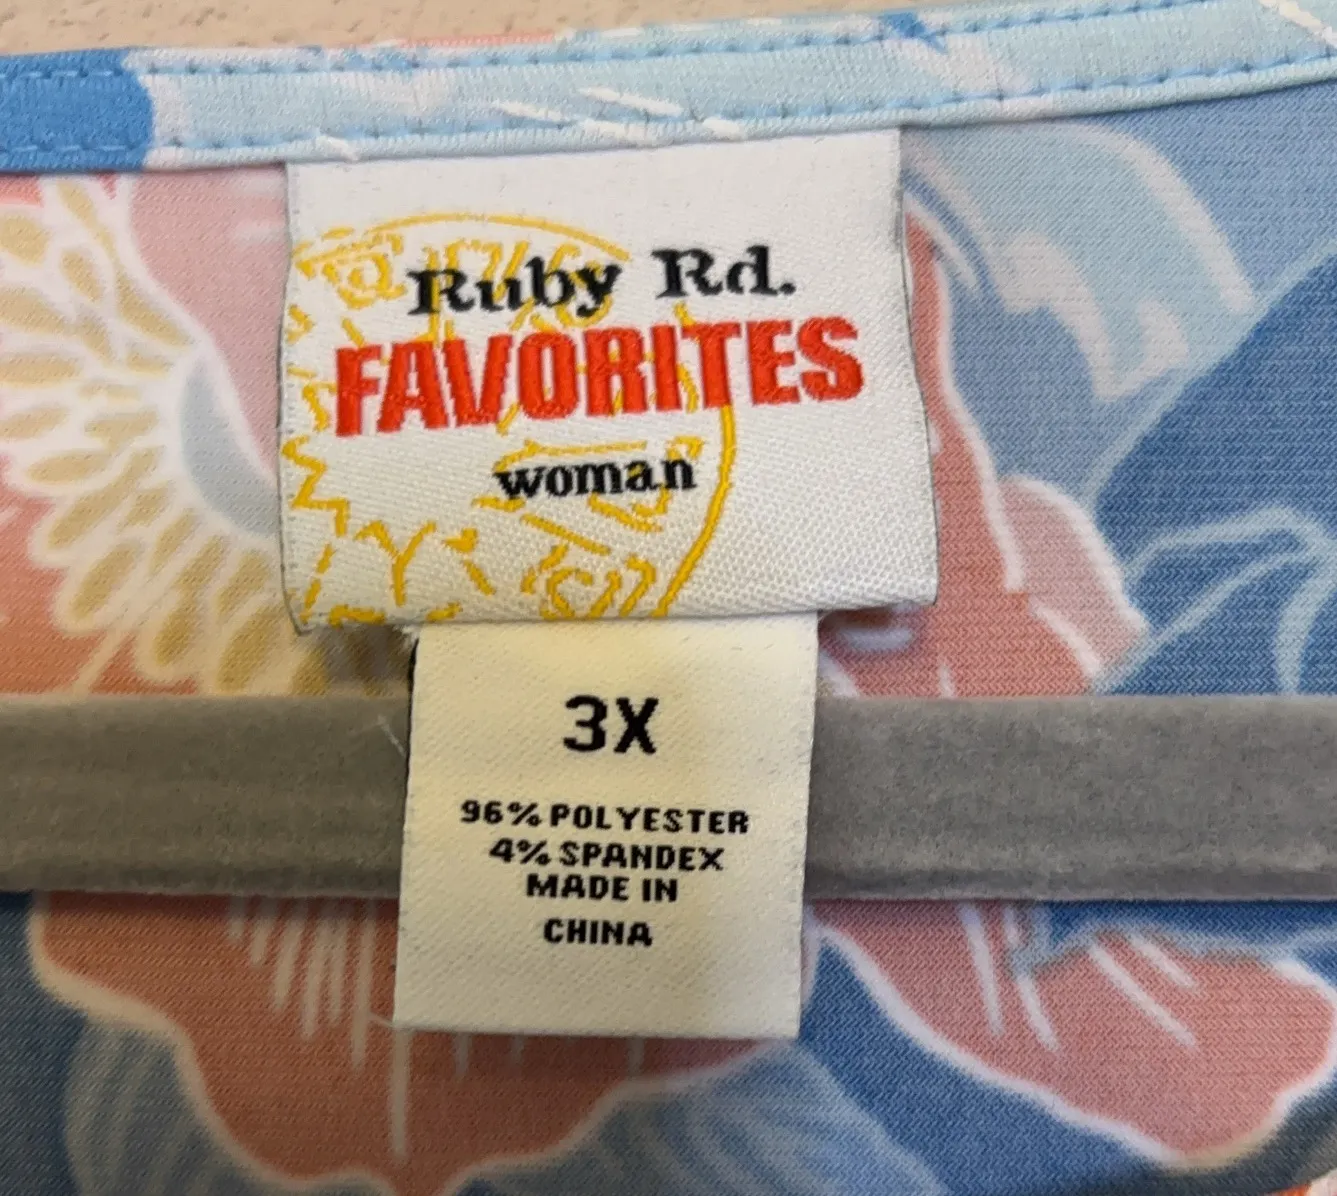 Ruby Rd.
FAVORITES
woman
3X
96% POLYESTER
4% SPANDEX
MADE IN
CHINA